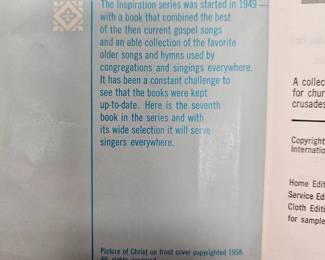 The Inspiration series was started in 1949 —
with a book that combined the best
of the then current gospel songs
and an able collection of the favorite
older songs and hymns used by
congregations and singings everywhere.
It has been a constant challenge to
see that the books were kept
up-to-date. Here is the seventh
book in the series and with
its wide selection it will serve
singers everywhere.
Picture of Christ on front cover copyrighted 1958.
All rights reserved
A collec
for chur
crusades
Copyright
Internatio
Home Edit
Service Ed
Cloth Editi
for sample